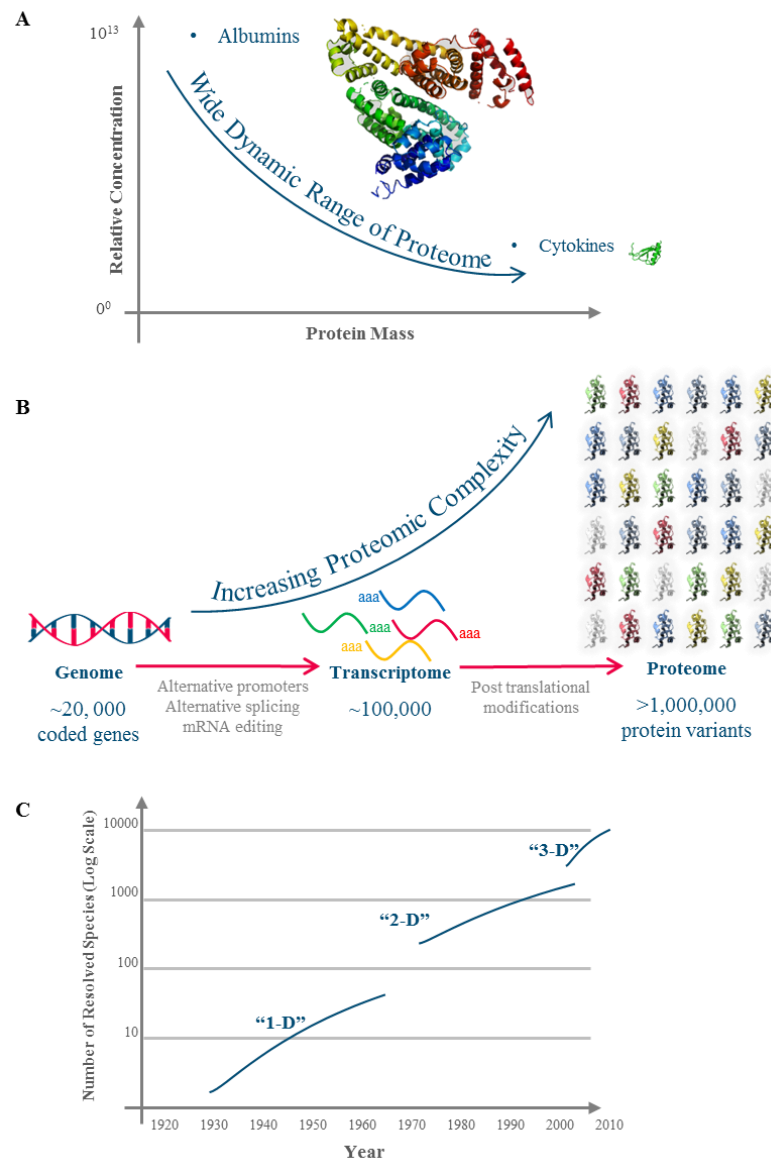 A
10¹³
• Albumins
Wide Dynamic Range of Proteome
Relative Concentration
• Cytokines
0⁰
Protein Mass
B
Increasing Proteomic Complexity
aaa
aaa
aaa
aaa
Genome
Transcriptome
Proteome
~20, 000
coded genes
Alternative promoters
Alternative splicing
mRNA editing
~100,000
Post translational
modifications
>1,000,000
protein variants
C
Number of Resolved Species (Log Scale)
10000
1000
100
10
“3-D”
“2-D”
“1-D”
1920 1930 1940 1950 1960 1970 1980 1990 2000 2010
Year